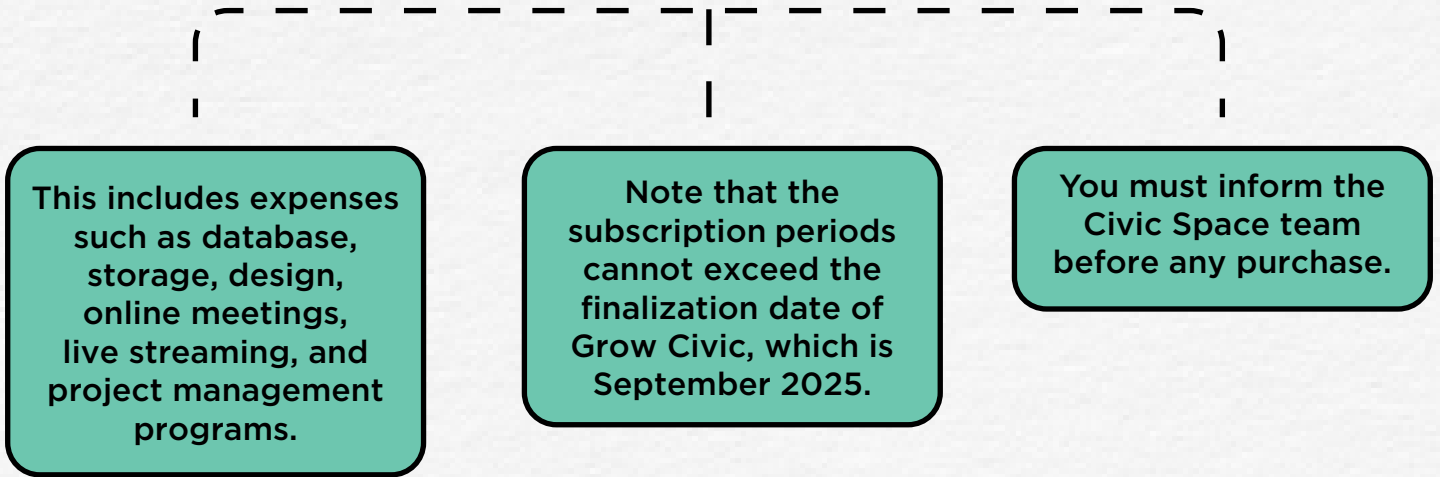 This includes expenses
such as database,
storage, design,
online meetings,
live streaming, and
project management
programs.
Note that the
subscription periods
cannot exceed the
finalization date of
Grow Civic, which is
September 2025.
You must inform the
Civic Space team
before any purchase.